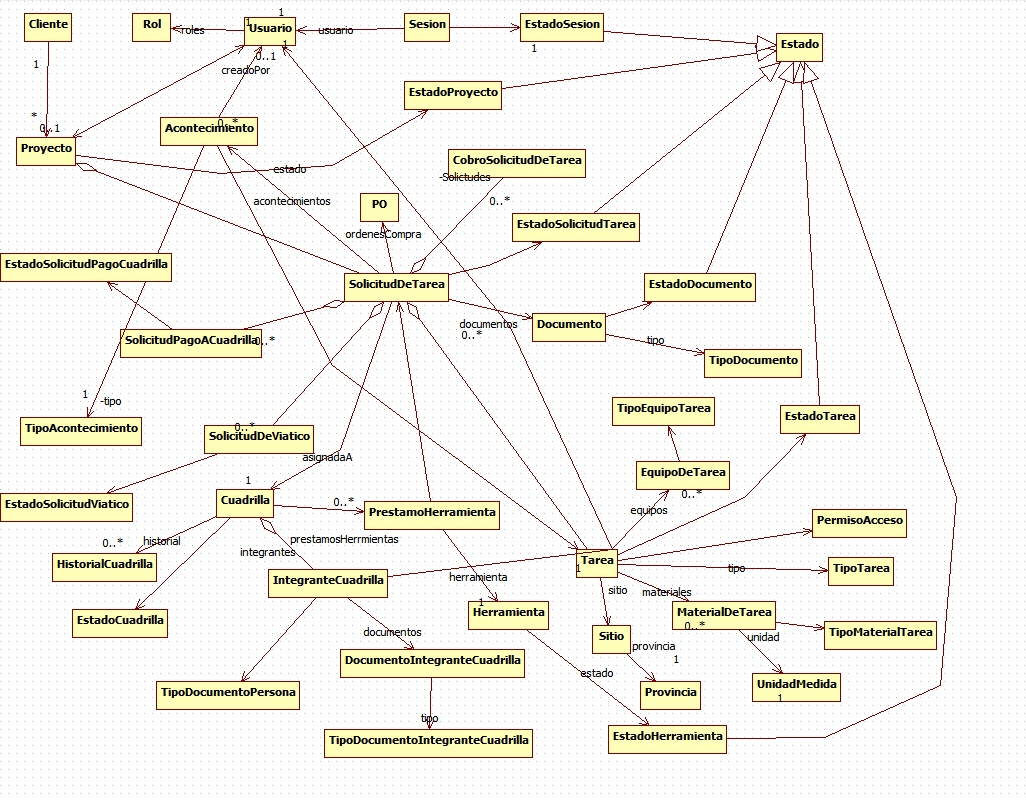 Cliente
Rol
1
1
Usuario
1
roles
usuario
Sesion
EstadoSesion
1
Estado
0..1
creadoPor
1
EstadoProyecto
*
0..1
0..*
Acontecimiento
Proyecto
CobroSolicitudDeTarea
estado
-Solictudes
acontecimientos
0..*
PO
ordenesCompra
EstadoSolicitudTarea
EstadoSolicitudPagoCuadrilla
SolicitudDeTarea
EstadoDocumento
documentos
Documento
0..*
SolicitudPagoACuadrilla
0..*
tipo
TipoDocumento
1
-tipo
TipoAcontecimiento
TipoEquipoTarea
EstadoTarea
0..*
SolicitudDeViatico
asignadaA
EquipoDeTarea
1
0..*
EstadoSolicitudViatico
Cuadrilla
0..*
PrestamoHerramienta
equipos
PermisoAcceso
0..*
historial
prestamosHerrmientas
integrantes
HistorialCuadrilla
IntegranteCuadrilla
herramienta
Tarea
1
tipo
TipoTarea
sitio
materiales
1
Herramienta
MaterialDeTarea
0..*
EstadoCuadrilla
documentos
Sitio
unidad
TipoMaterialTarea
provincia
1
DocumentoIntegranteCuadrilla
estado
TipoDocumentoPersona
Provincia
UnidadMedida
1
tipo
TipoDocumentoIntegranteCuadrilla
EstadoHerramienta